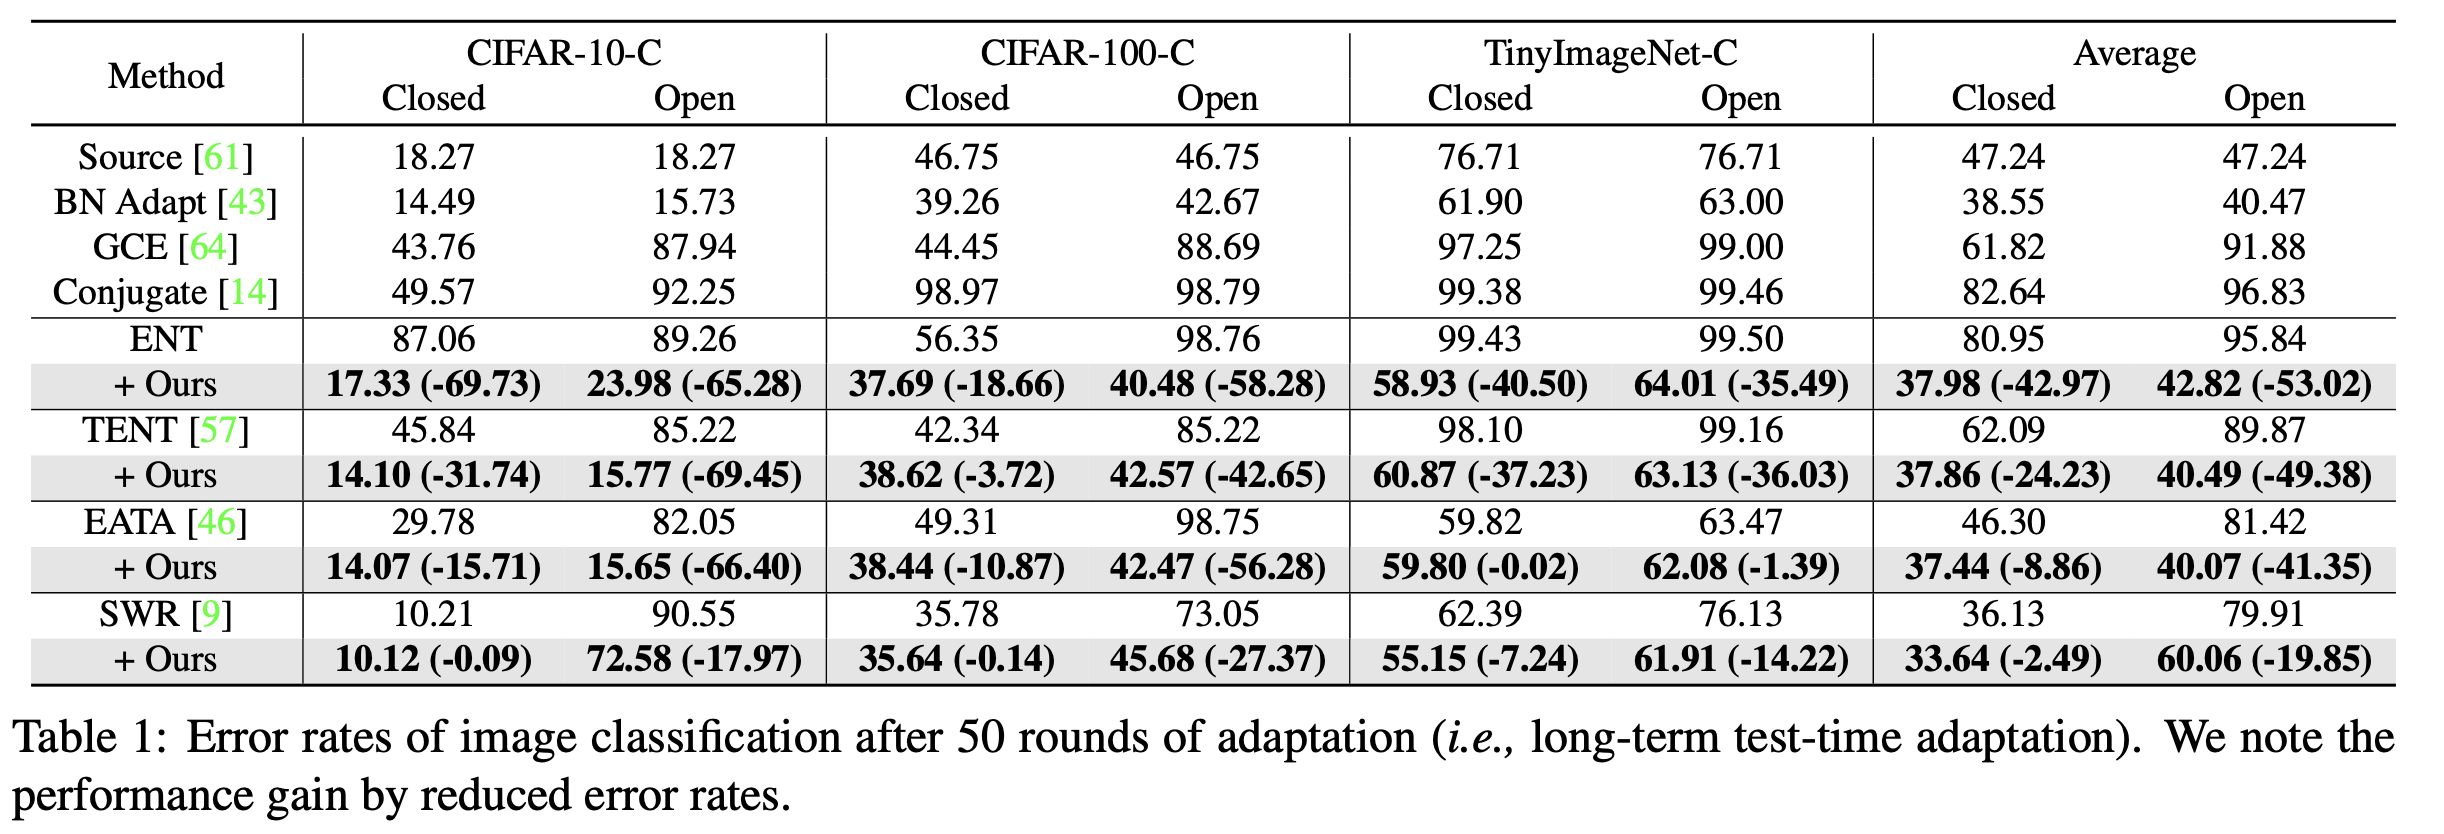 Method CIFAR-10-C CIFAR-100-C TinyImageNet-C Average
Closed Open Closed Open Closed Open Closed Open
Source [61] 18.27 18.27 46.75 46.75 76.71 76.71 47.24 47.24
BN Adapt [43] 14.49 15.73 39.26 42.67 61.90 63.00 38.55 40.47
GCE [64] 43.76 87.94 44.45 88.69 97.25 99.00 61.82 91.88
Conjugate [14] 49.57 92.25 98.97 98.79 99.38 99.46 82.64 96.83
ENT 87.06 89.26 56.35 98.76 99.43 99.50 80.95 95.84
+ Ours 17.33 (-69.73) 23.98 (-65.28) 37.69 (-18.66) 40.48 (-58.28) 58.93 (-40.50) 64.01 (-35.49) 37.98 (-42.97) 42.82 (-53.02)
TENT [57] 45.84 85.22 42.34 85.22 98.10 99.16 62.09 89.87
+ Ours 14.10 (-31.74) 15.77 (-69.45) 38.62 (-3.72) 42.57 (-42.65) 60.87 (-37.23) 63.13 (-36.03) 37.86 (-24.23) 40.49 (-49.38)
EATA [46] 29.78 82.05 49.31 98.75 59.82 63.47 46.30 81.42
+ Ours 14.07 (-15.71) 15.65 (-66.40) 38.44 (-10.87) 42.47 (-56.28) 59.80 (-0.02) 62.08 (-1.39) 37.44 (-8.86) 40.07 (-41.35)
SWR [9] 10.21 90.55 35.78 73.05 62.39 76.13 36.13 79.91
+ Ours 10.12 (-0.09) 72.58 (-17.97) 35.64 (-0.14) 45.68 (-27.37) 55.15 (-7.24) 61.91 (-14.22) 33.64 (-2.49) 60.06 (-19.85)
Table 1: Error rates of image classification after 50 rounds of adaptation (i.e., long-term test-time adaptation). We note the
performance gain by reduced error rates.